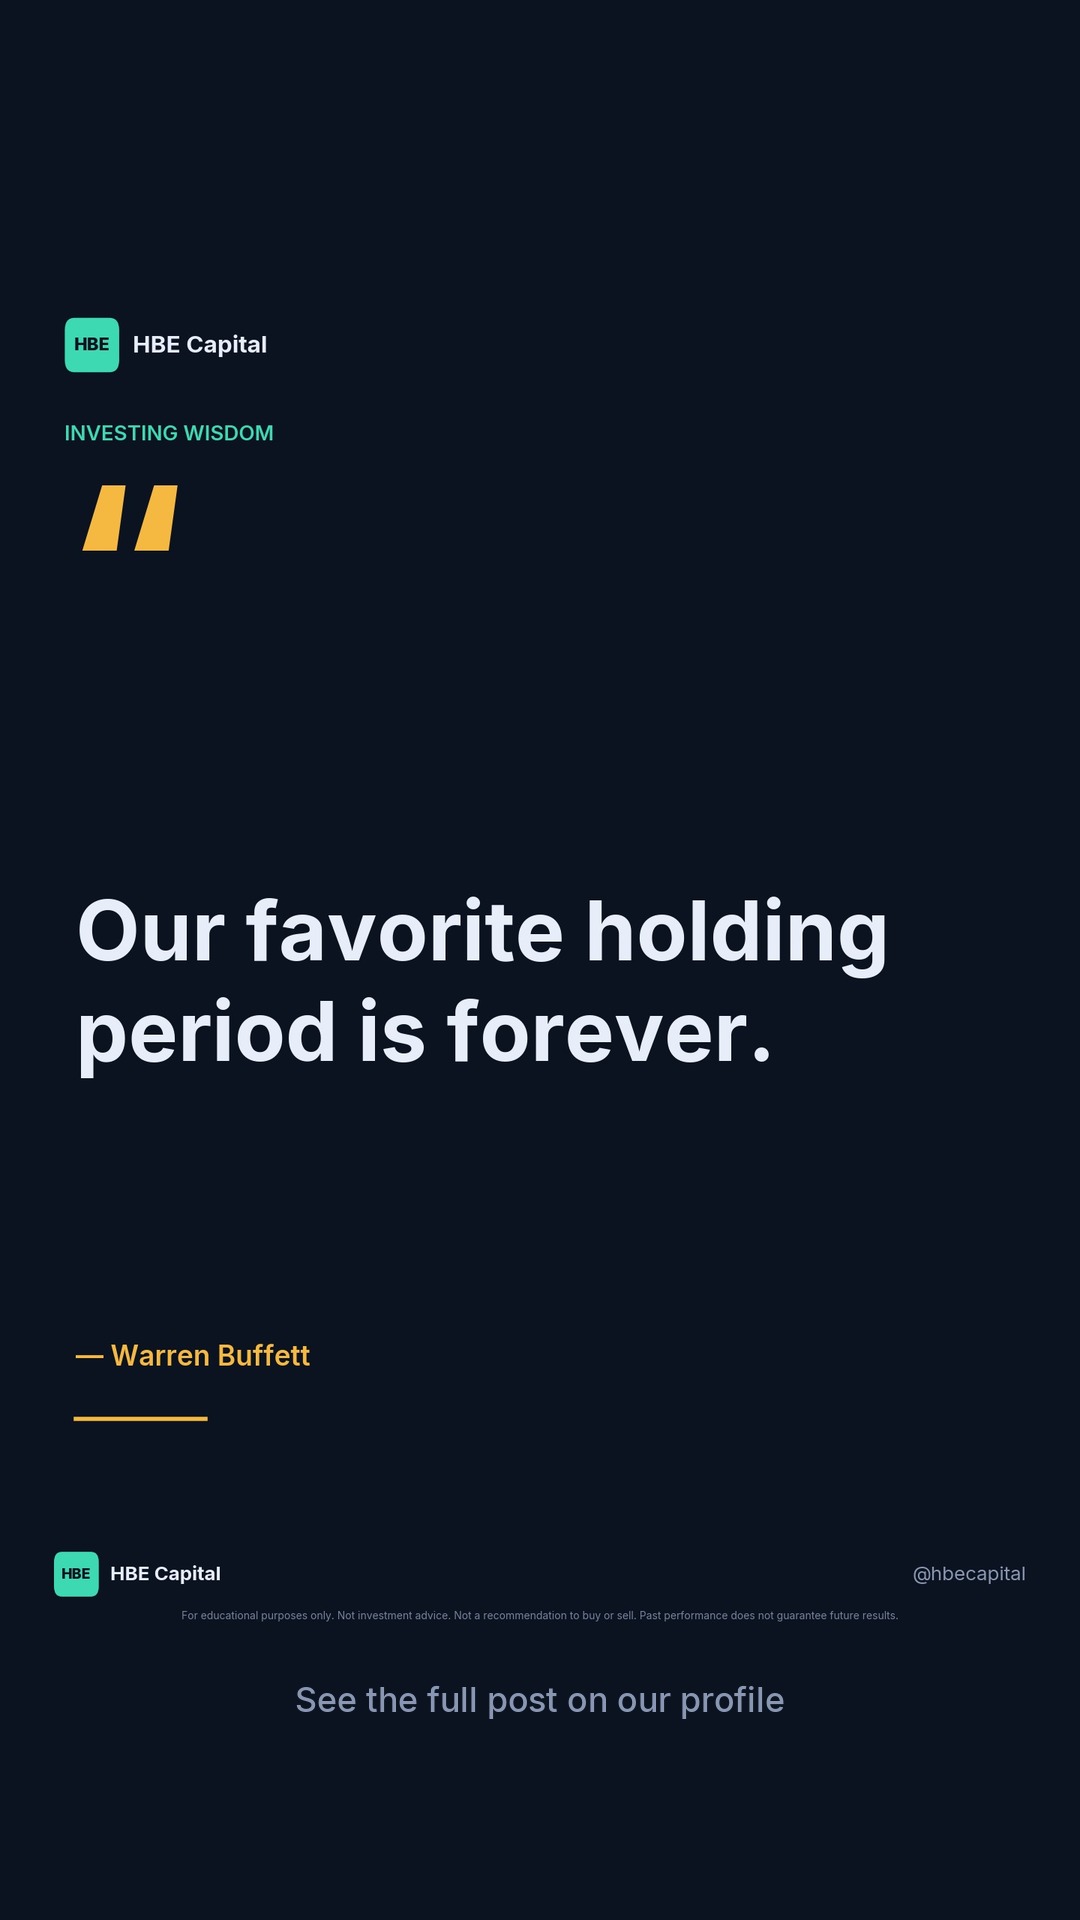 HBE HBE Capital
INVESTING WISDOM
"
Our favorite holding
period is forever.
— Warren Buffett
HBE HBE Capital @hbecapital
For educational purposes only. Not investment advice. Not a recommendation to buy or sell. Past performance does not guarantee future results.
See the full post on our profile